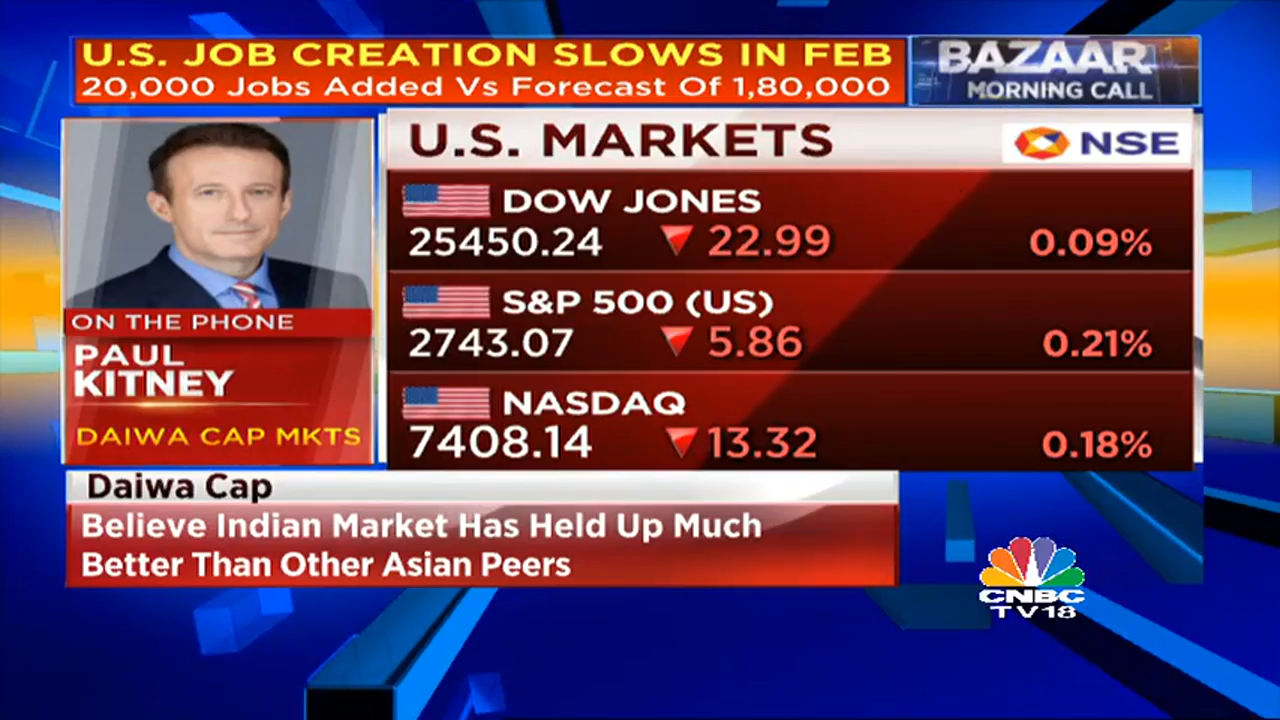 U.S. JOB CREATION SLOWS IN FEB
20,000 Jobs Added Vs Forecast Of 1,80,000
BAZAAR
MORNING CALL
U.S. MARKETS
NSE
DOW JONES
25450.24 22.99 0.09%
S&P 500 (US)
2743.07 5.86 0.21%
NASDAQ
7408.14 13.32 0.18%
ON THE PHONE
PAUL
KITNEY
DAIWA CAP MKTS
Daiwa Cap
Believe Indian Market Has Held Up Much
Better Than Other Asian Peers
CNBC
TV18